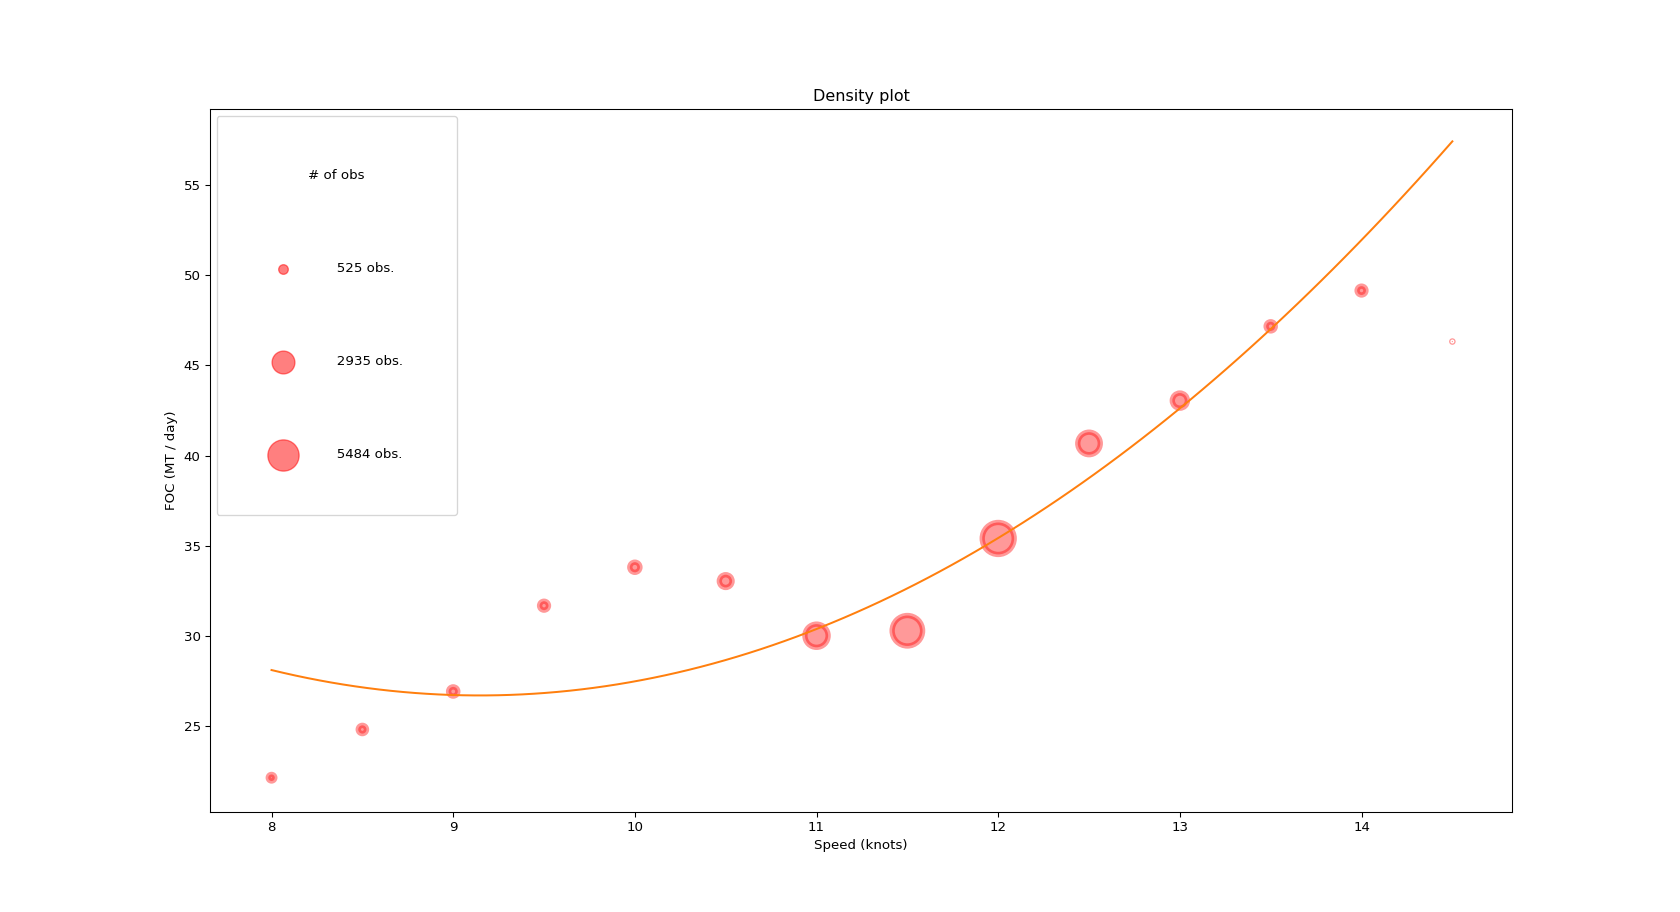 Density plot
# of obs
525 obs.
2935 obs.
5484 obs.
55
50
45
40
35
30
25
FOC (MT / day)
8 9 10 11 12 13 14
Speed (knots)